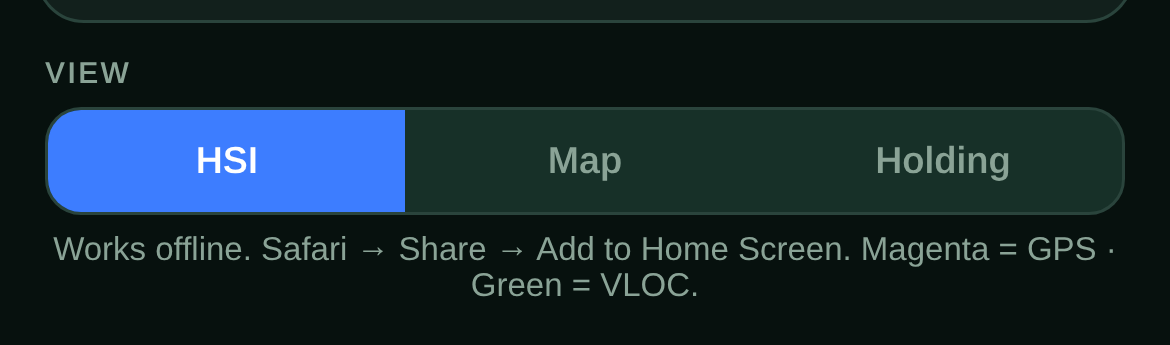 VIEW
HSI
Map
Holding
Works offline. Safari → Share → Add to Home Screen. Magenta = GPS ·
Green = VLOC.